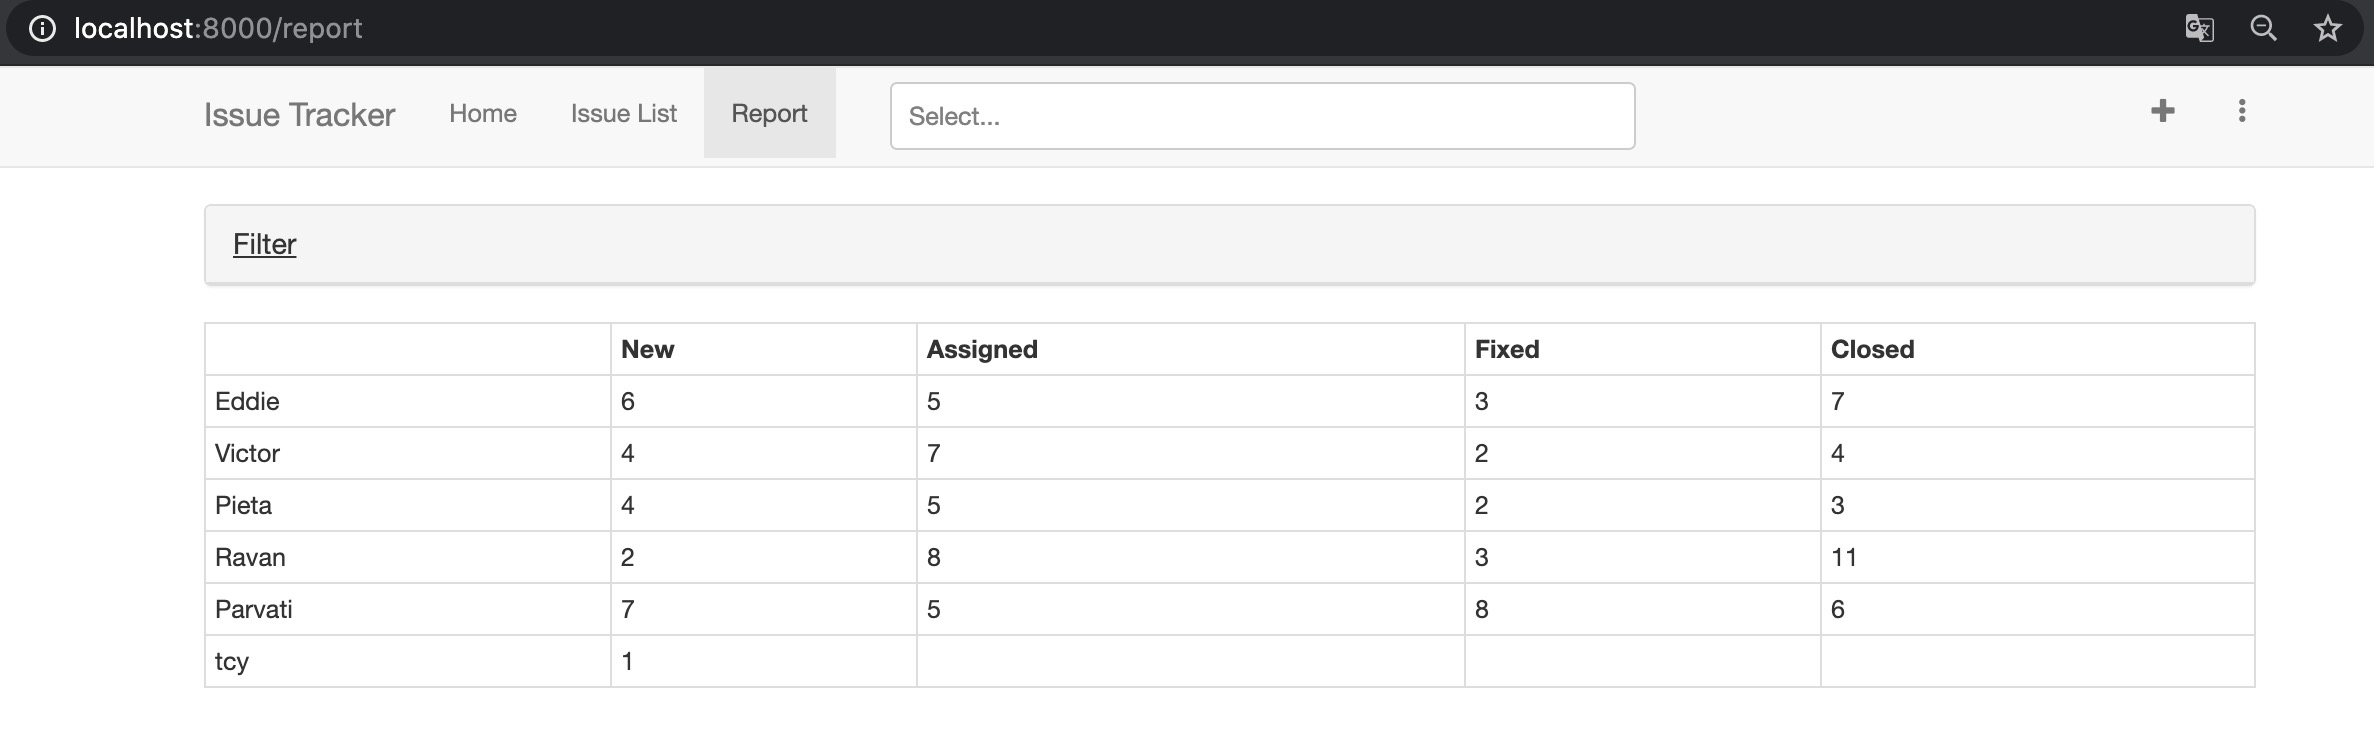 localhost:8000/report
Issue Tracker Home Issue List Report Select...
Filter
New Assigned Fixed Closed
Eddie 6 5 3 7
Victor 4 7 2 4
Pieta 4 5 2 3
Ravan 2 8 3 11
Parvati 7 5 8 6
tcy 1